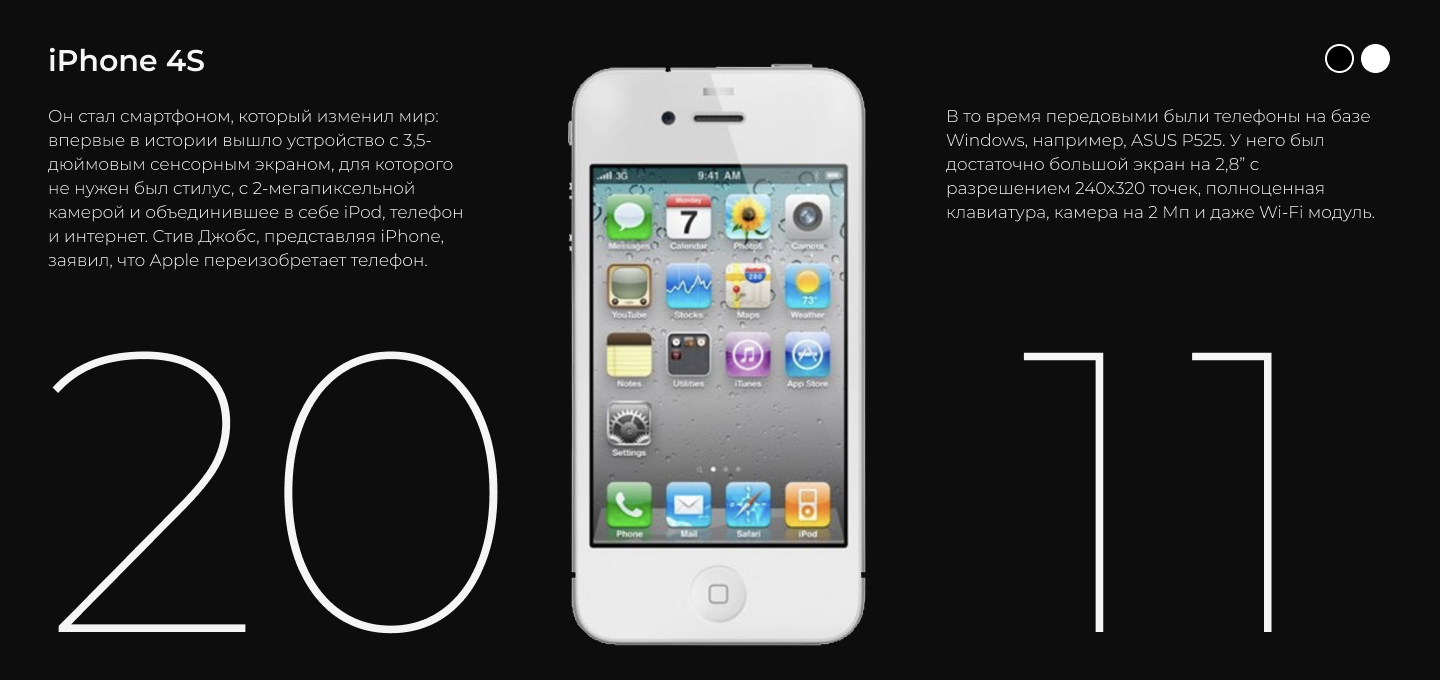 iPhone 4S
Он стал смартфоном, который изменил мир:
впервые в истории вышло устройство с 3,5-
дюймовым сенсорным экраном, для которого
не нужен был стилус, с 2-мегапиксельной
камерой и объединившее в себе iPod, телефон
и интернет. Стив Джобс, представляя iPhone,
заявил, что Apple переизобретает телефон.
В то время передовыми были телефоны на базе
Windows, например, ASUS P525. У него был
достаточно большой экран на 2,8” с
разрешением 240x320 точек, полноценная
клавиатура, камера на 2 Мп и даже Wi-Fi модуль.
20
11
3G 9:41 AM
Monday
7
Messages Calendar Photos Camera
280
73°
YouTube Stocks Maps Weather
Notes Utilities iTunes App Store
Settings
Phone Mail Safari iPod